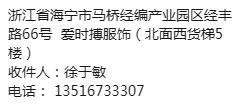 浙江省海宁市马桥经编产业园区经丰
路66号  爱时搏服饰（北面西货梯5
楼）
收件人：徐于敏
电话： 13516733307